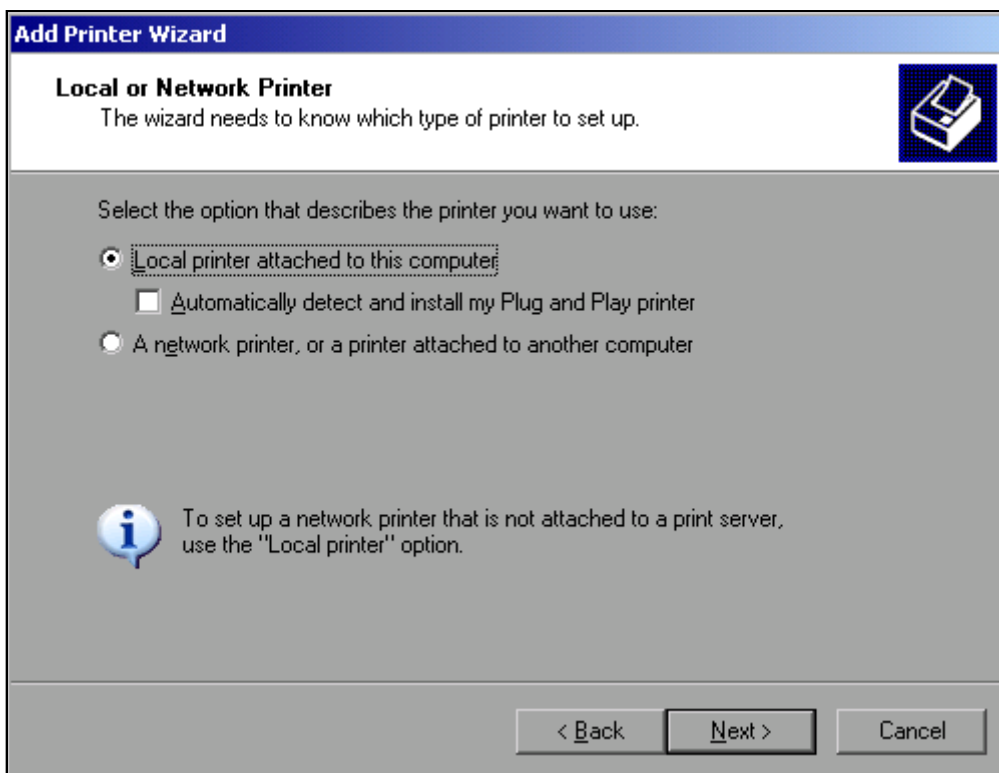 Add Printer Wizard
Local or Network Printer
The wizard needs to know which type of printer to set up.
Select the option that describes the printer you want to use:
Local printer attached to this computer
Automatically detect and install my Plug and Play printer
A network printer, or a printer attached to another computer
To set up a network printer that is not attached to a print server,
use the "Local printer" option.
< Back
Next >
Cancel